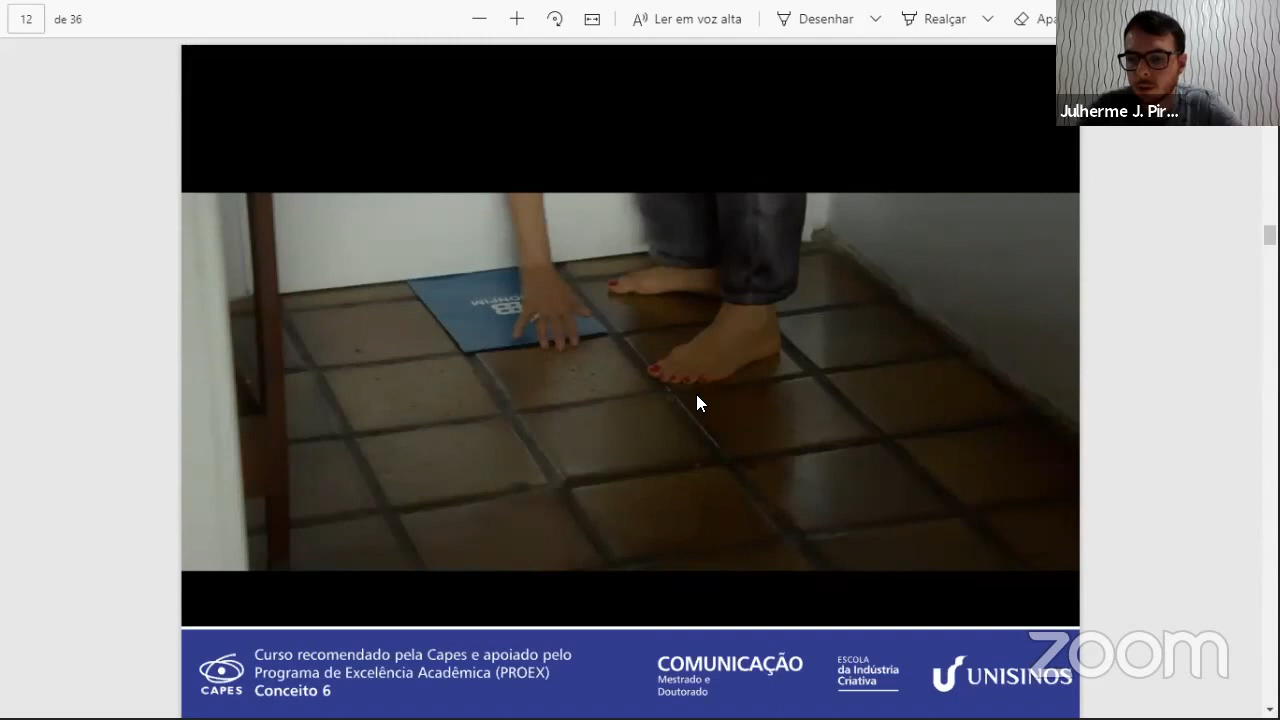 12 de 36
Ler em voz alta
Desenhar
Realçar
Julherme J. Pir...
BONFIM
Curso recomendado pela Capes e apoiado pelo
Programa de Excelência Acadêmica (PROEX)
Conceito 6
CAPES
COMUNICAÇÃO
Mestrado e
Doutorado
ESCOLA
da Indústria
Criativa
UNISINOS
zoom